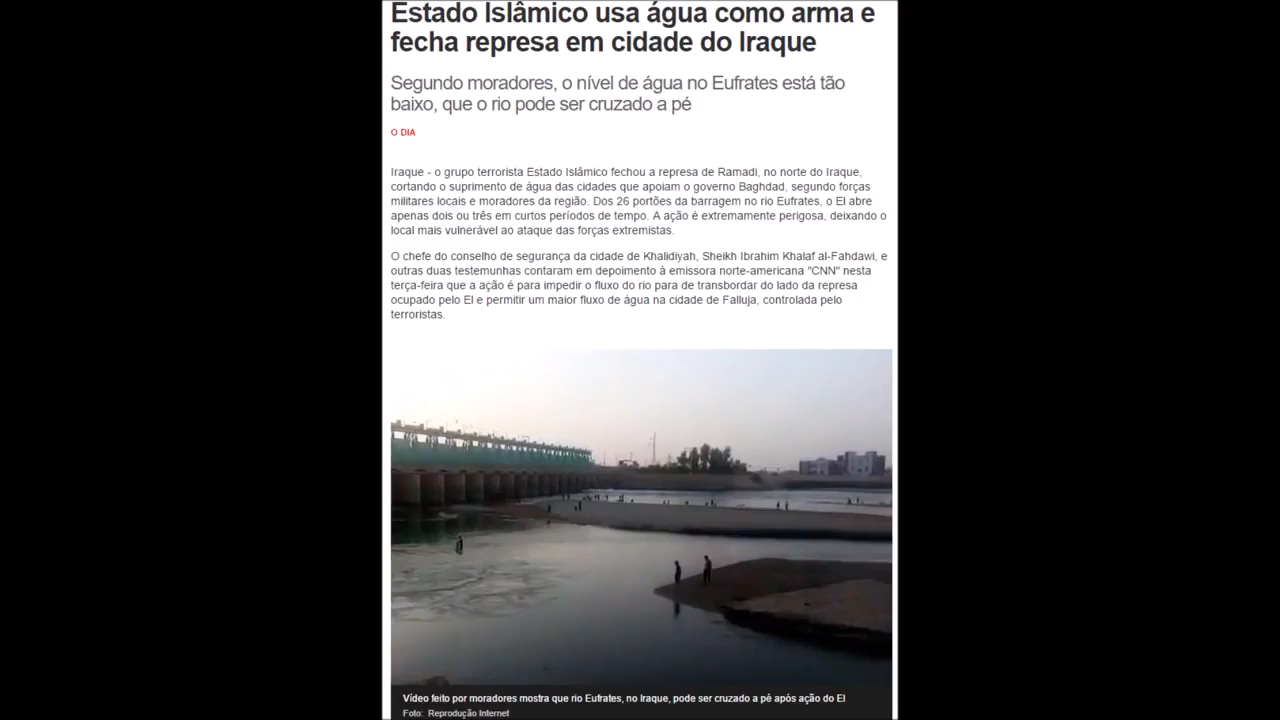 Estado Islâmico usa água como arma e
fecha represa em cidade do Iraque
Segundo moradores, o nível de água no Eufrates está tão
baixo, que o rio pode ser cruzado a pé
O DIA
Iraque - o grupo terrorista Estado Islâmico fechou a represa de Ramadi, no norte do Iraque,
cortando o suprimento de água das cidades que apoiam o governo Baghdad, segundo forças
militares locais e moradores da região. Dos 26 portões da barragem no rio Eufrates, o EI abre
apenas dois ou três em curtos períodos de tempo. A ação é extremamente perigosa, deixando o
local mais vulnerável ao ataque das forças extremistas.
O chefe do conselho de segurança da cidade de Khalidiyah, Sheikh Ibrahim Khalaf al-Fahdawi, e
outras duas testemunhas contaram em depoimento à emissora norte-americana "CNN" nesta
terça-feira que a ação é para impedir o fluxo do rio para de transbordar do lado da represa
ocupado pelo EI e permitir um maior fluxo de água na cidade de Falluja, controlada pelo
terroristas.
Vídeo feito por moradores mostra que rio Eufrates, no Iraque, pode ser cruzado a pé após ação do EI
Foto: Reprodução Internet